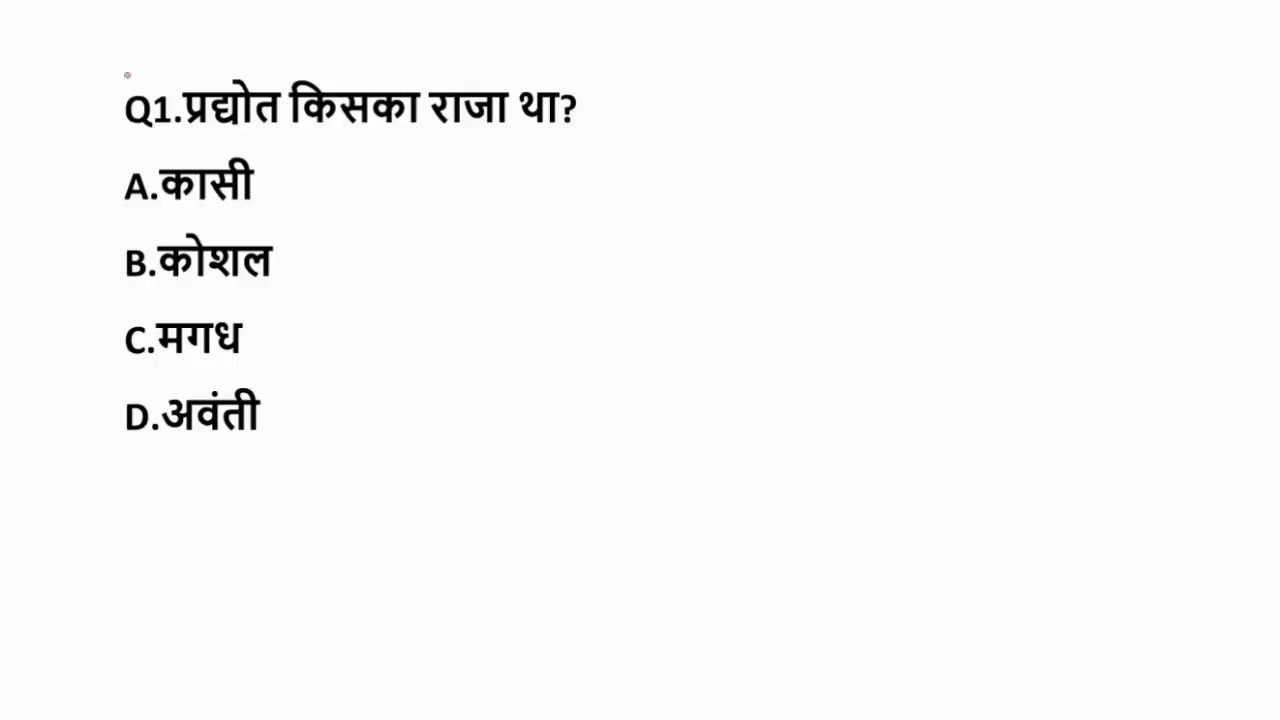 Q1.प्रद्योत किसका राजा था?
A.कासी
B.कोशल
C.मगध
D.अवंती